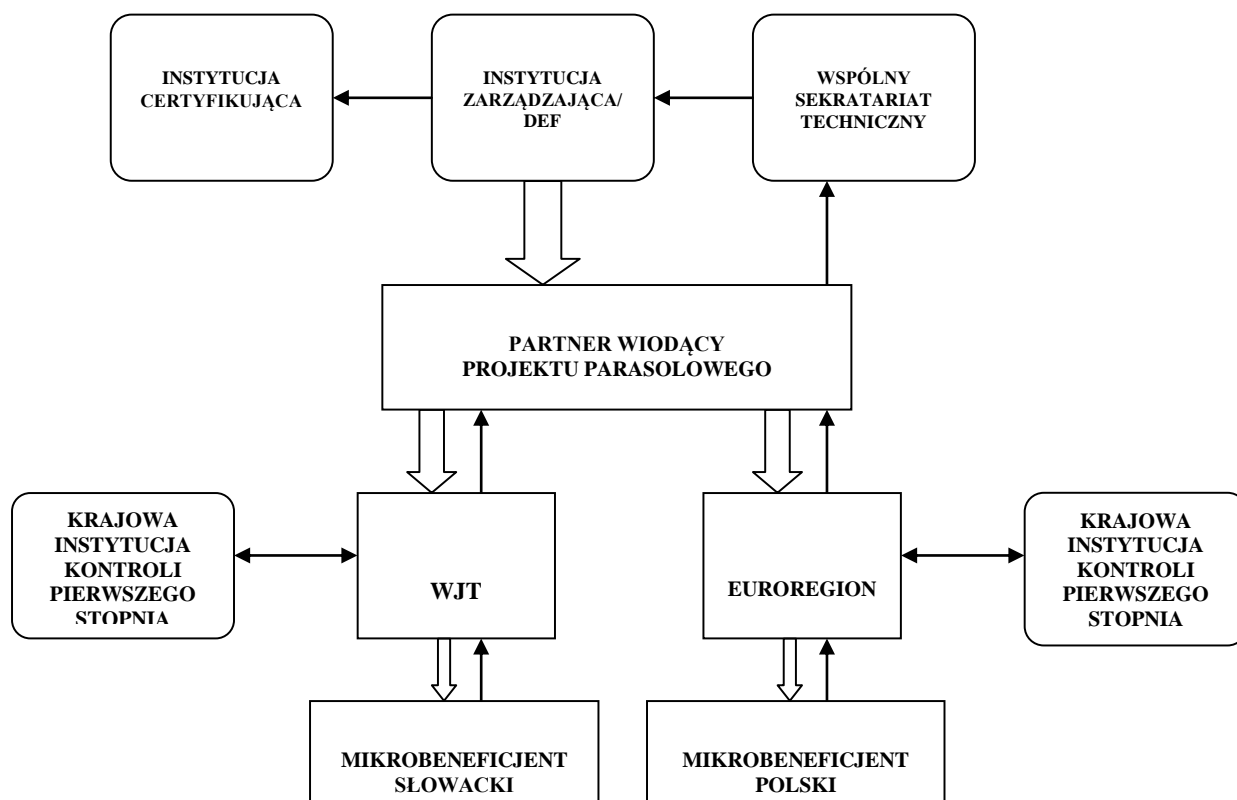 INSTYTUCJA
CERTYFIKUJĄCA
INSTYTUCJA
ZARZĄDZAJĄCA/
DEF
WSPÓLNY
SEKRATARIAT
TECHNICZNY
PARTNER WIODĄCY
PROJEKTU PARASOLOWEGO
KRAJOWA
INSTYTUCJA
KONTROLI
PIERWSZEGO
STOPNIA
WJT
EUROREGION
KRAJOWA
INSTYTUCJA
KONTROLI
PIERWSZEGO
STOPNIA
MIKROBENEFICJENT
SŁOWACKI
MIKROBENEFICJENT
POLSKI